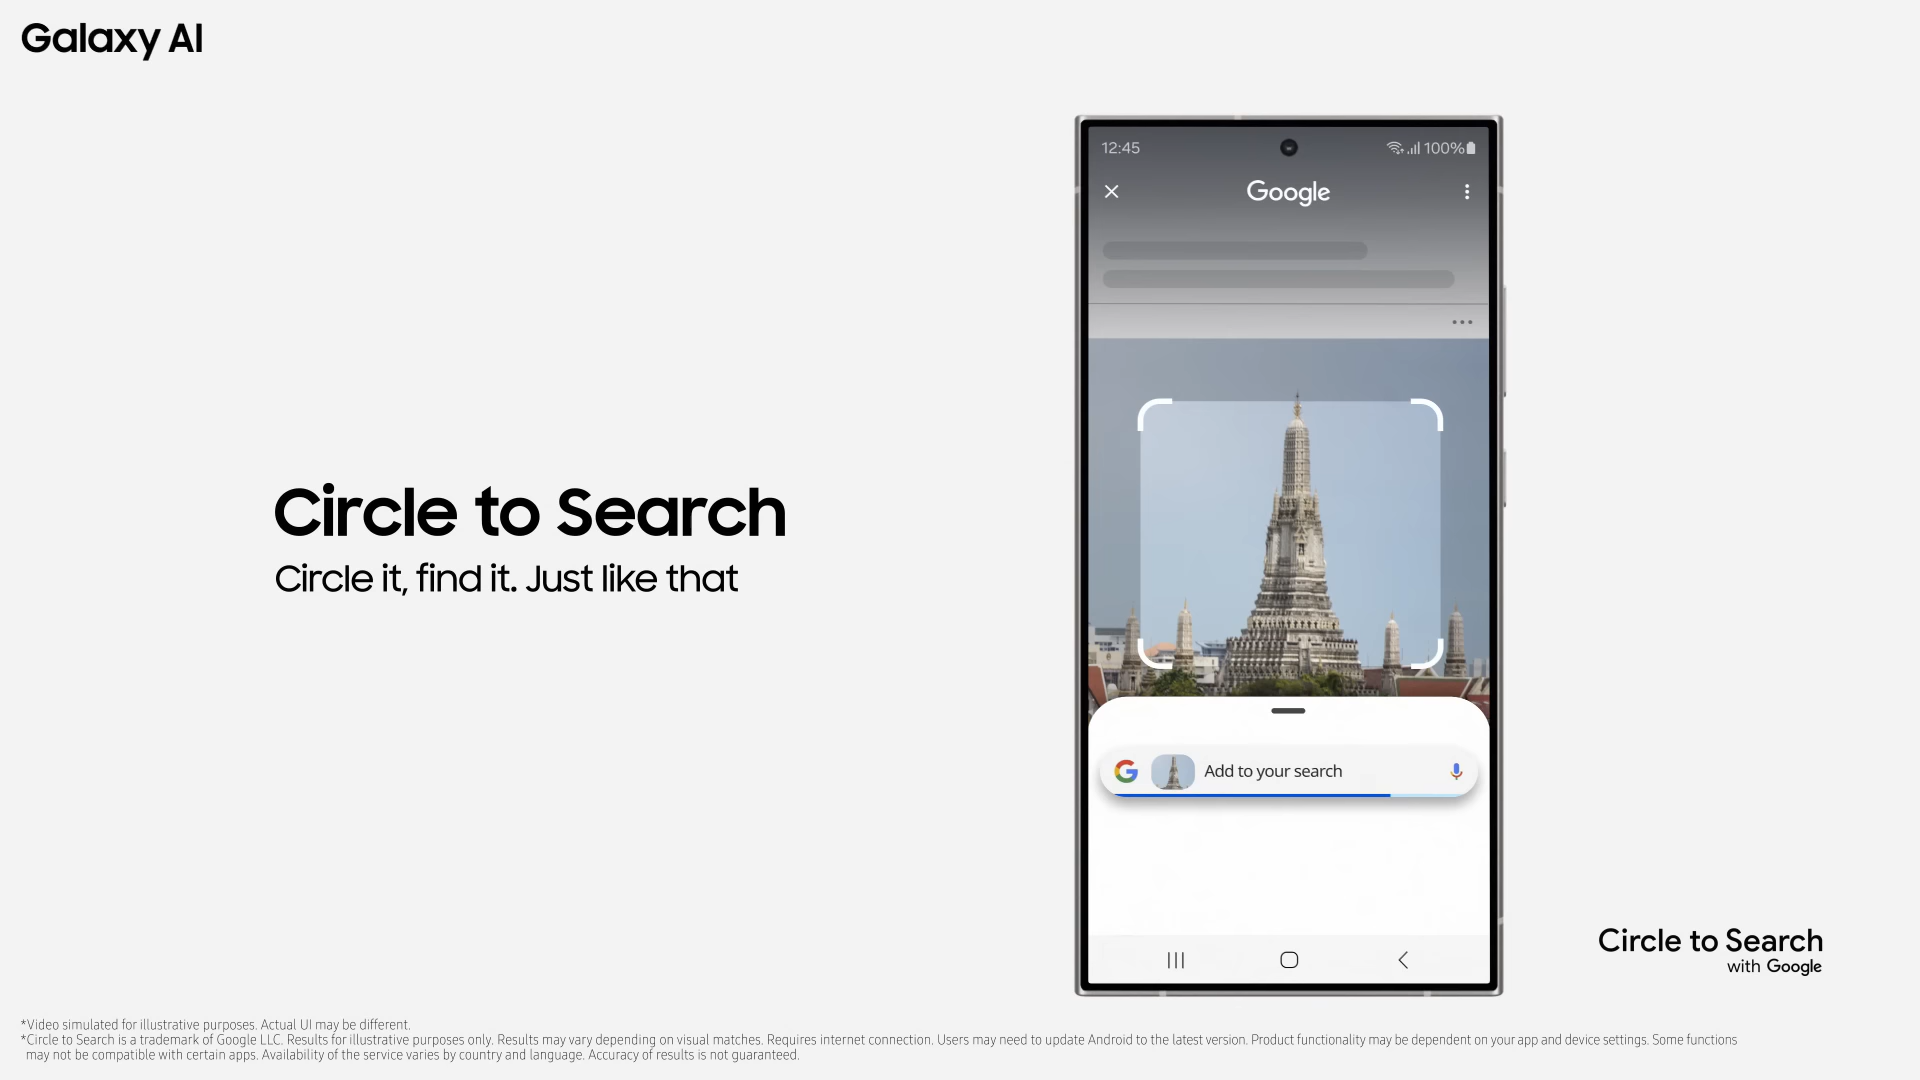 Galaxy AI
12:45
100%
Google
Circle to Search
Circle it, find it. Just like that
Add to your search
Circle to Search
with Google
*Video simulated for illustrative purposes. Actual UI may be different.
*Circle to Search is a trademark of Google LLC. Results for illustrative purposes only. Results may vary depending on visual matches. Requires internet connection. Users may need to update Android to the latest version. Product functionality may be dependent on your app and device settings. Some functions
may not be compatible with certain apps. Availability of the service varies by country and language. Accuracy of results is not guaranteed.